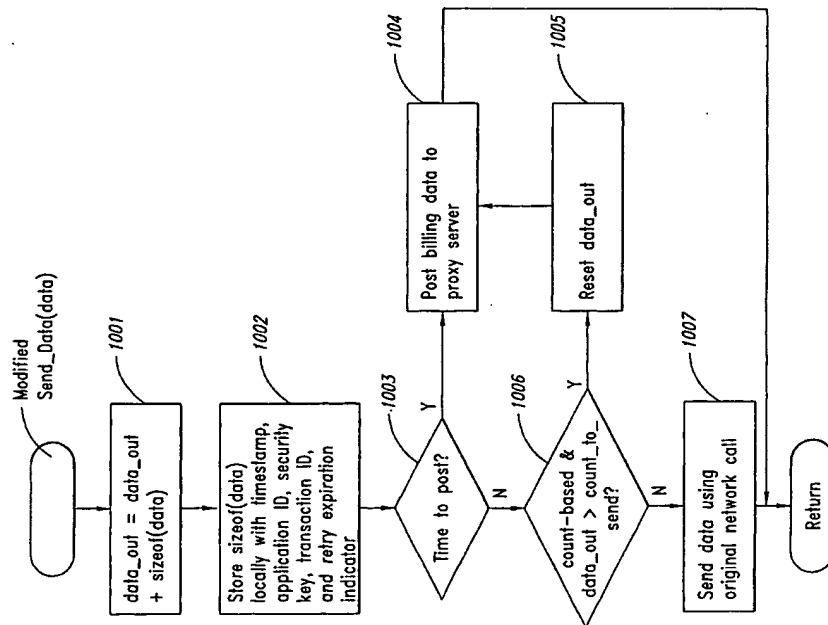 Modified
Send_Data(data)
1001
data_out = data_out
+ sizeof(data)
1002
Store sizeof(data)
locally with timestamp,
application ID, security
key, transaction ID,
and retry expiration
indicator
1003
Time to post?
Y
N
1004
Post billing data to
proxy server
1005
Reset data_out
1006
count-based &
data_out > count_to_
send?
Y
N
1007
Send data using
original network call
Return